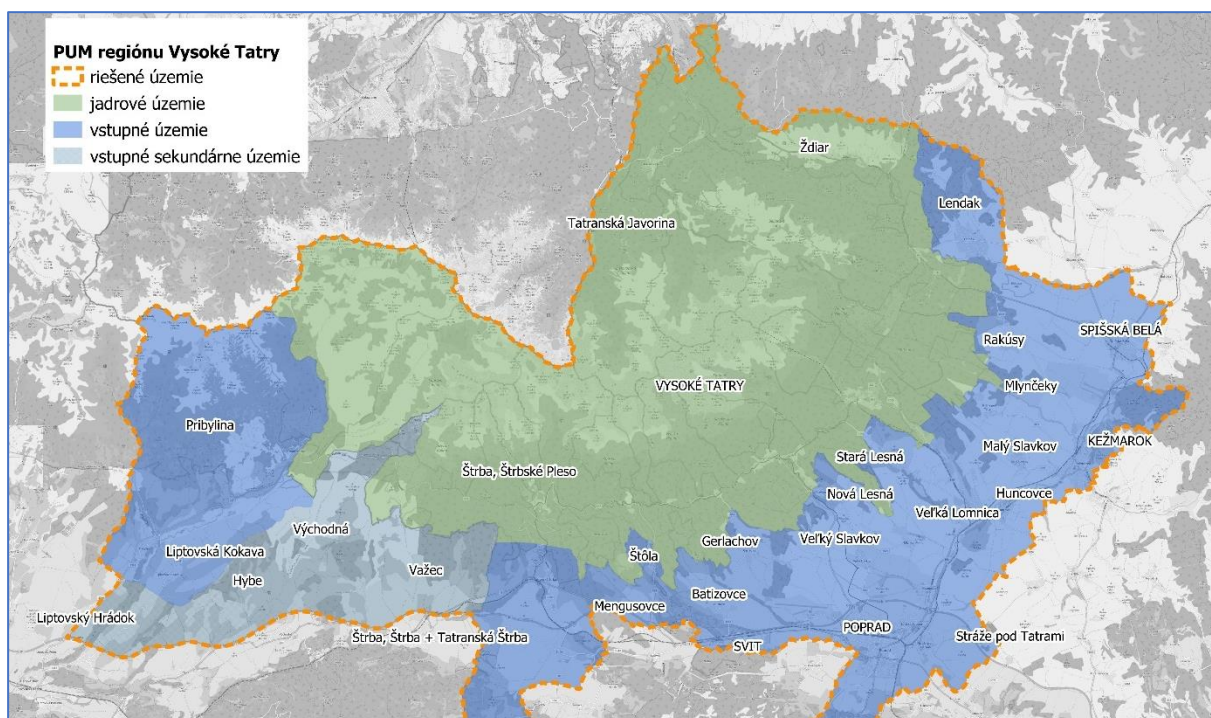 PUM regiónu Vysoké Tatry
riešené územie
jadrové územie
vstupné územie
vstupné sekundárne územie
Ždiar
Lendak
Tatranská Javorina
SPIŠSKÁ BELÁ
Rakúsy
VYSOKÉ TATRY
Mlynčeky
Pribylina
KEŽMAROK
Malý Slavkov
Stará Lesná
Štrba, Štrbské Pleso
Nová Lesná
Huncovce
Veľká Lomnica
Východná
Veľký Slavkov
Gerlachov
Liptovská Kokava
Štôla
Važec
Hybe
Batizovce
Mengusovce
Liptovský Hrádok
POPRAD
Štrba, Štrba + Tatranská Štrba
Stráže pod Tatrami
SVIT